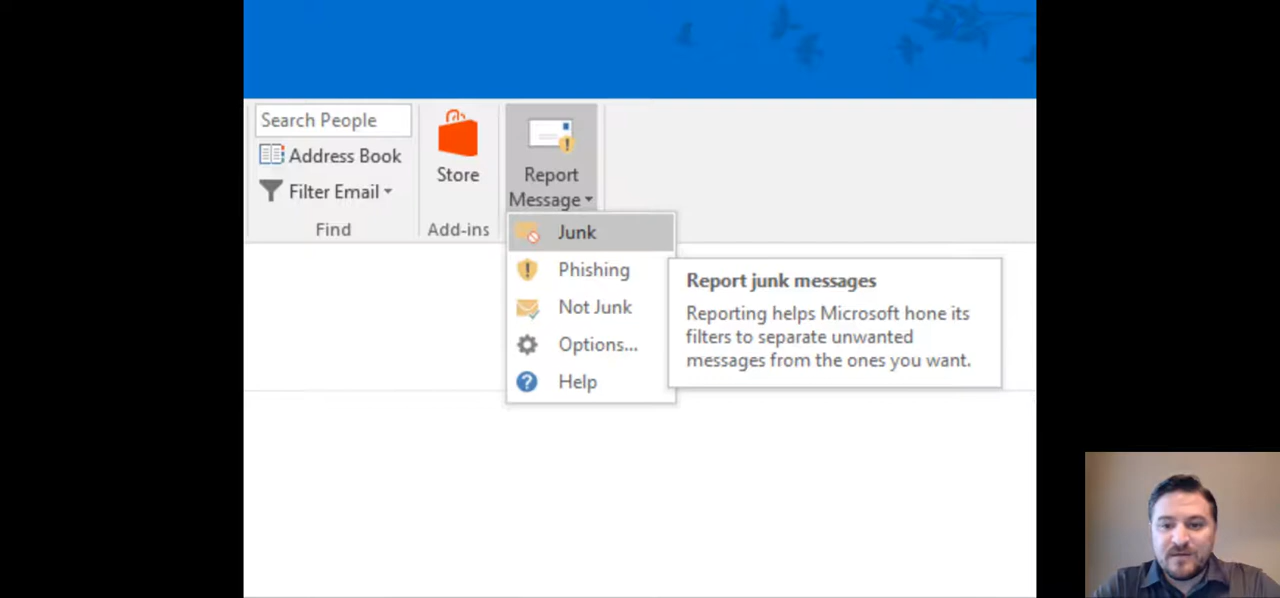 Search People
Address Book
Filter Email
Find
Store
Add-ins
Report
Message
Junk
Phishing
Not Junk
Options...
Help
Report junk messages
Reporting helps Microsoft hone its
filters to separate unwanted
messages from the ones you want.